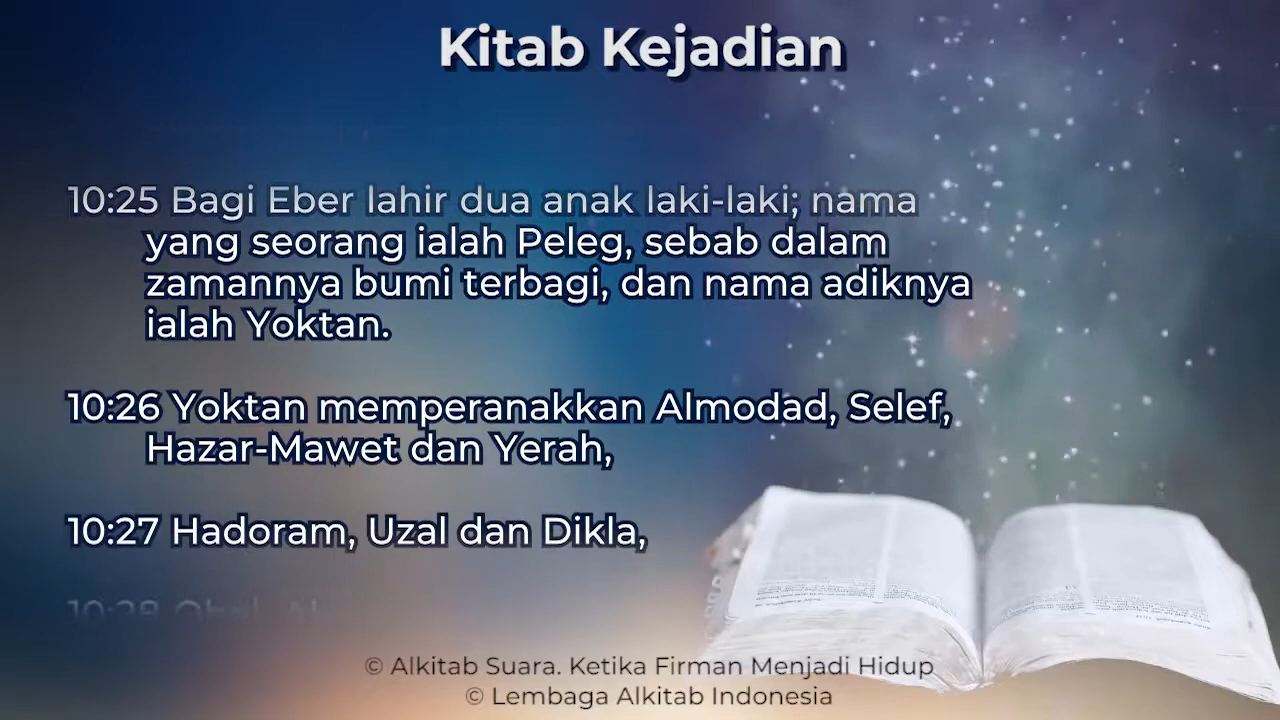 Kitab Kejadian
10:25 Bagi Eber lahir dua anak laki-laki; nama
yang seorang ialah Peleg, sebab dalam
zamannya bumi terbagi, dan nama adiknya
ialah Yoktan.
10:26 Yoktan memperanakkan Almodad, Selef,
Hazar-Mawet dan Yerah,
10:27 Hadoram, Uzal dan Dikla,
10:28
© Alkitab Suara. Ketika Firman Menjadi Hidup
© Lembaga Alkitab Indonesia